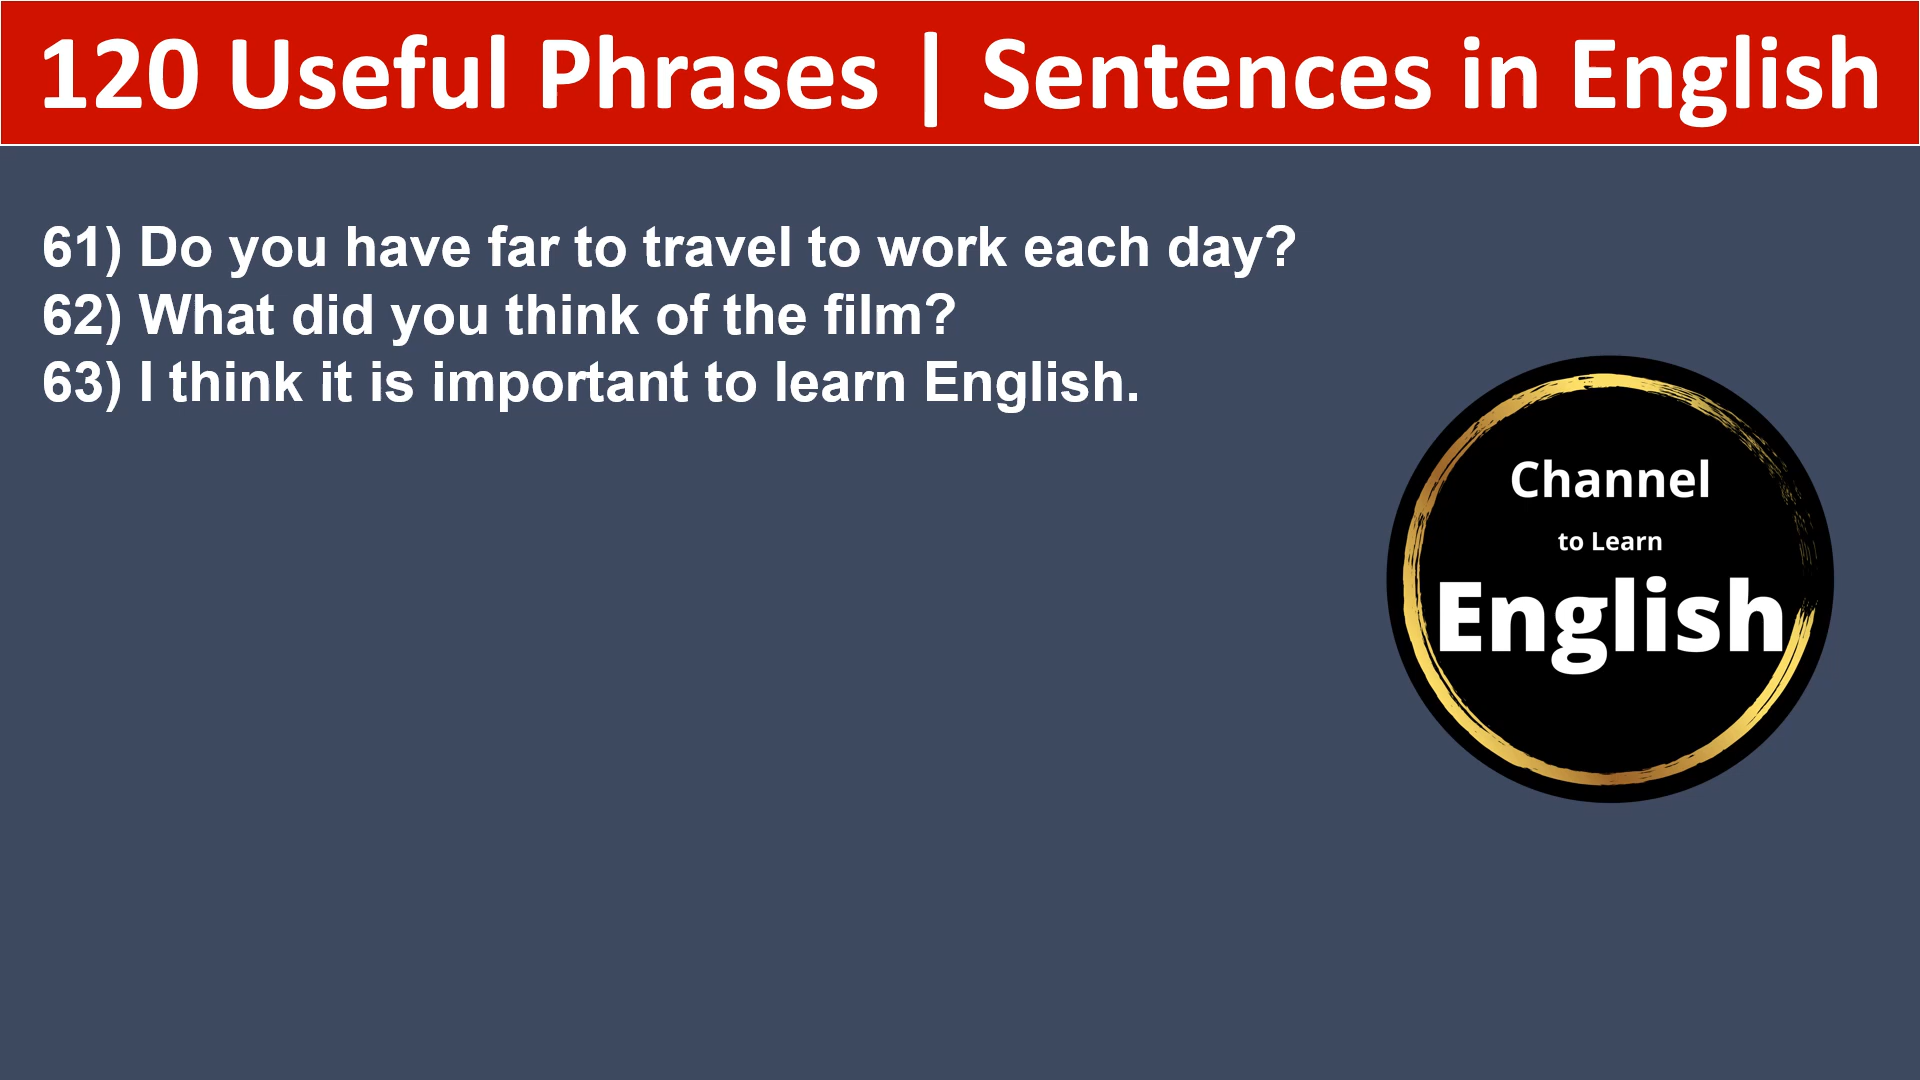 120 Useful Phrases | Sentences in English
61) Do you have far to travel to work each day?
62) What did you think of the film?
63) I think it is important to learn English.
Channel
to Learn
English